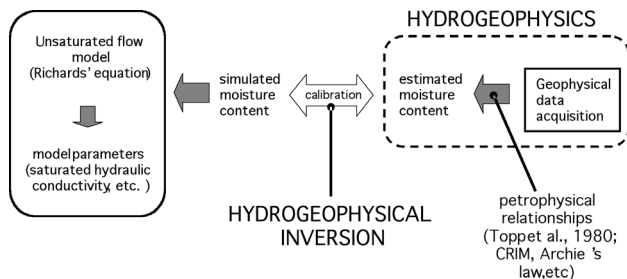 HYDROGEOPHYSICS
Unsaturated flow
model
(Richards' equation)
model parameters
(saturated hydraulic
conductivity, etc. )
simulated
moisture
content
calibration
estimated
moisture
content
Geophysical
data
acquisition
HYDROGEOPHYSICAL
INVERSION
petrophysical
relationships
(Toppet al., 1980;
CRIM, Archie 's
law,etc)